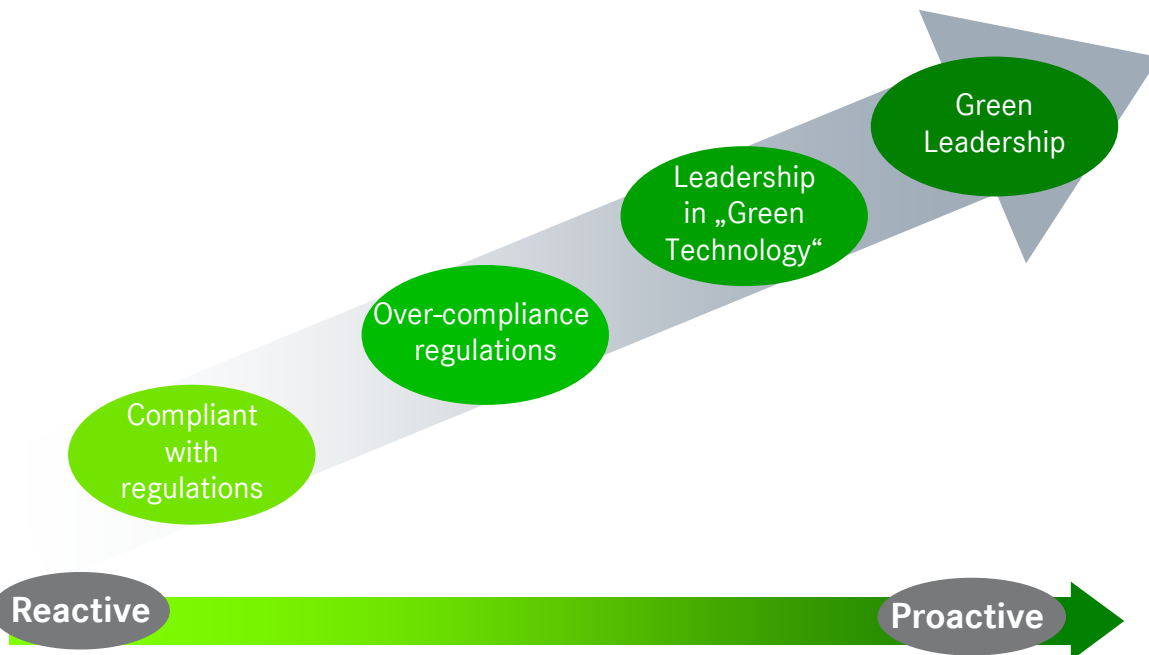 Green
Leadership
Leadership
in „Green
Technology“
Over-compliance
regulations
Compliant
with
regulations
Reactive
Proactive